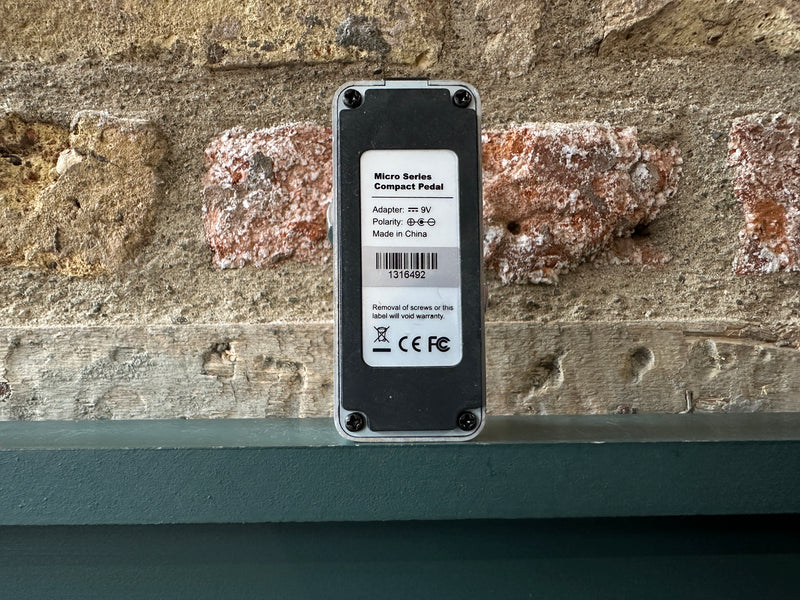 Micro Series
Compact Pedal
Adapter: ⎓ 9V
Polarity:
Made in China
1316492
Removal of screws or this
label will void warranty.
CE FC